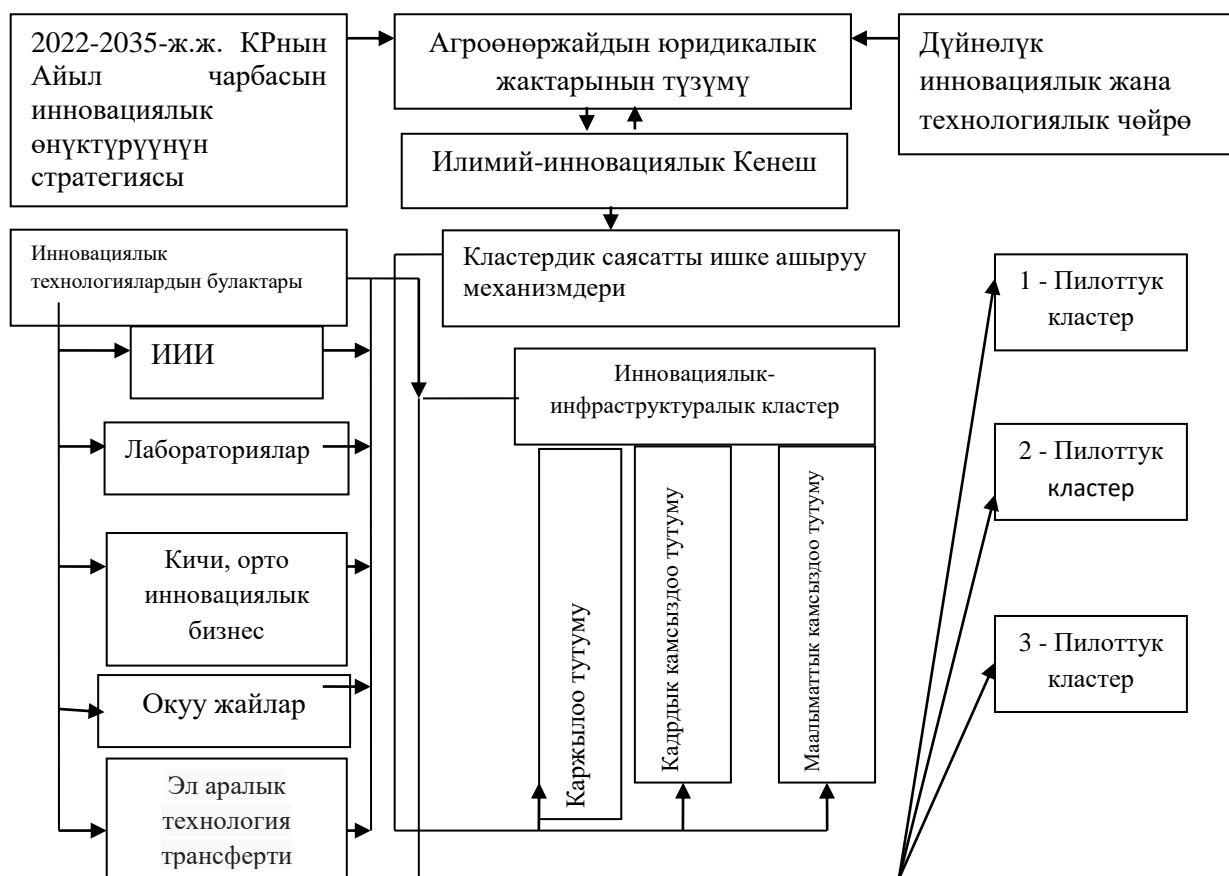 2022-2035-ж.ж. КРнын
Айыл чарбасын
инновациялык
өнүктүрүүнүн
стратегиясы
Агроөнөржайдын юридикалык
жактарынын түзүмү
Дүйнөлүк
инновациялык жана
технологиялык чөйрө
Илимий-инновациялык Кенеш
Инновациялык
технологиялардын булактары
Кластердик саясатты ишке ашыруу
механизмдери
1 - Пилоттук
кластер
ИИИ
Инновациялык-
инфраструктуралык кластер
Лабораториялар
2 - Пилоттук
кластер
Кичи, орто
инновациялык
бизнес
Каржылоо тутуму
Кадрдык камсыздоо тутуму
Маалыматтык камсыздоо тутуму
3 - Пилоттук
кластер
Окуу жайлар
Эл аралык
технология
трансферти